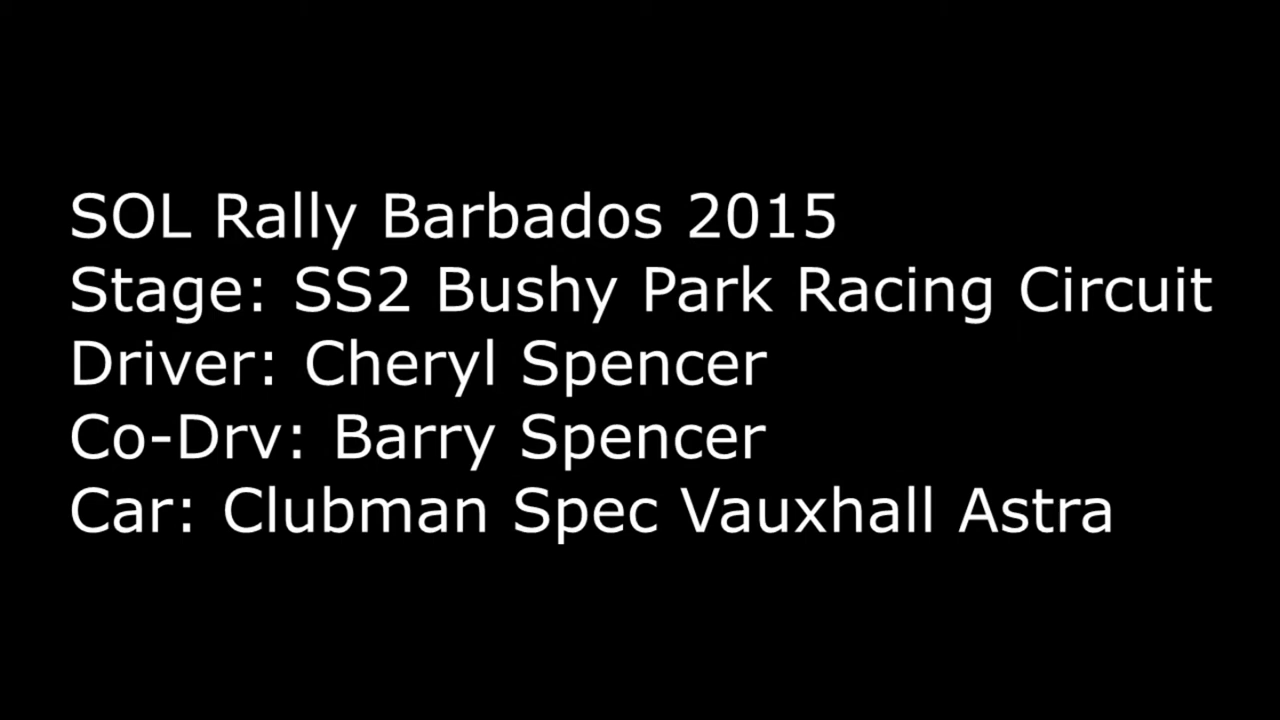 SOL Rally Barbados 2015
Stage: SS2 Bushy Park Racing Circuit
Driver: Cheryl Spencer
Co-Drv: Barry Spencer
Car: Clubman Spec Vauxhall Astra